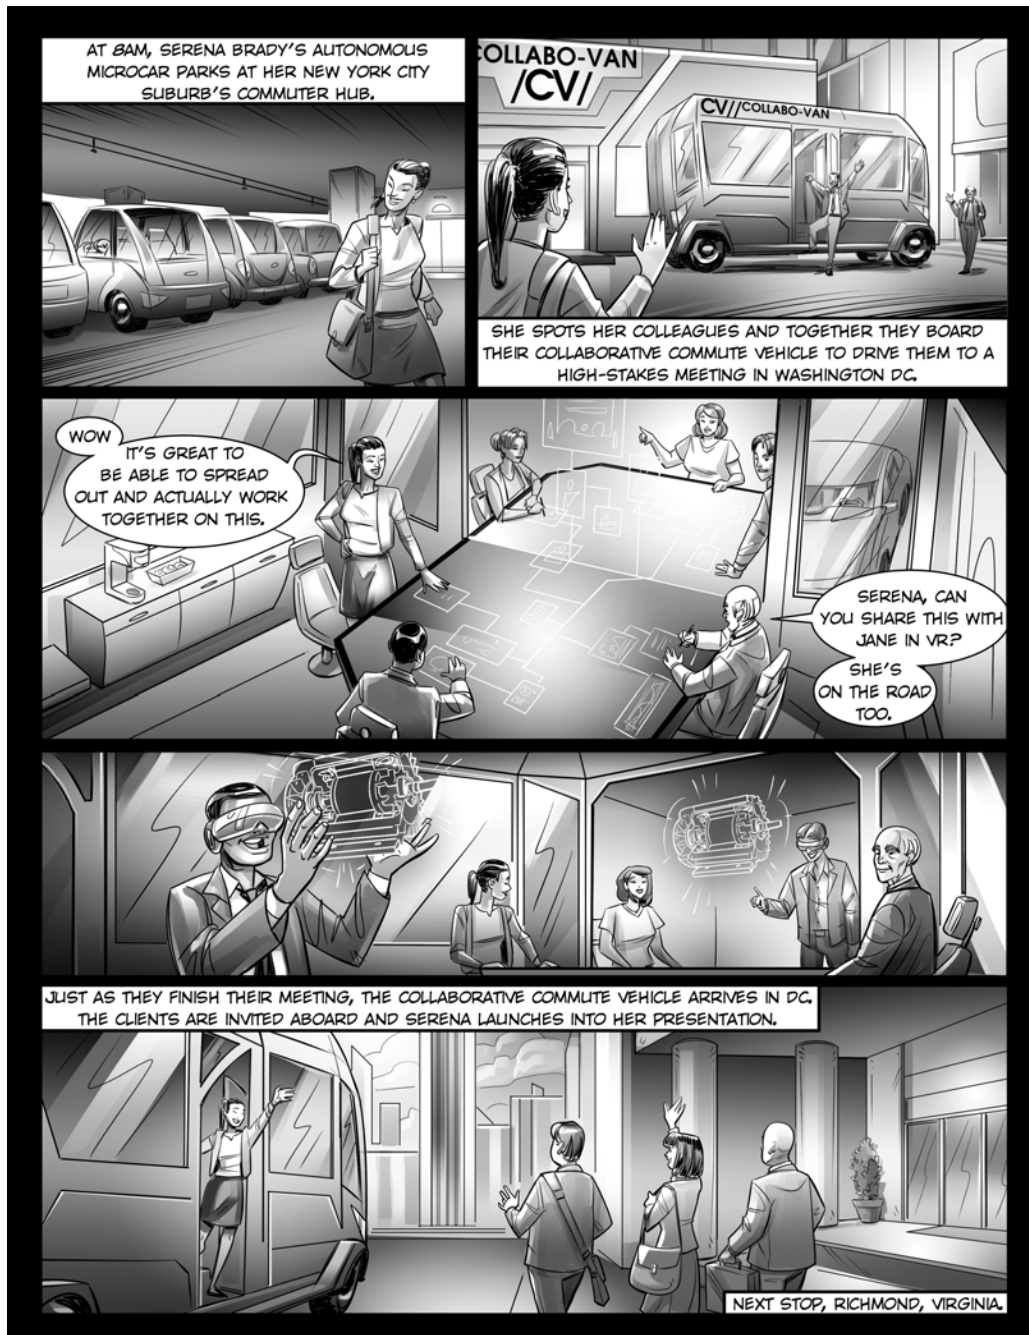 AT 8AM, SERENA BRADY'S AUTONOMOUS
MICROCAR PARKS AT HER NEW YORK CITY
SUBURB'S COMMUTER HUB.
COLLABO-VAN
/CV/
CV//COLLABO-VAN
SHE SPOTS HER COLLEAGUES AND TOGETHER THEY BOARD
THEIR COLLABORATIVE COMMUTE VEHICLE TO DRIVE THEM TO A
HIGH-STAKES MEETING IN WASHINGTON DC.
WOW
IT'S GREAT TO
BE ABLE TO SPREAD
OUT AND ACTUALLY WORK
TOGETHER ON THIS.
SERENA, CAN
YOU SHARE THIS WITH
JANE IN VR?
SHE'S
ON THE ROAD
TOO.
JUST AS THEY FINISH THEIR MEETING, THE COLLABORATIVE COMMUTE VEHICLE ARRIVES IN DC.
THE CLIENTS ARE INVITED ABOARD AND SERENA LAUNCHES INTO HER PRESENTATION.
NEXT STOP, RICHMOND, VIRGINIA.